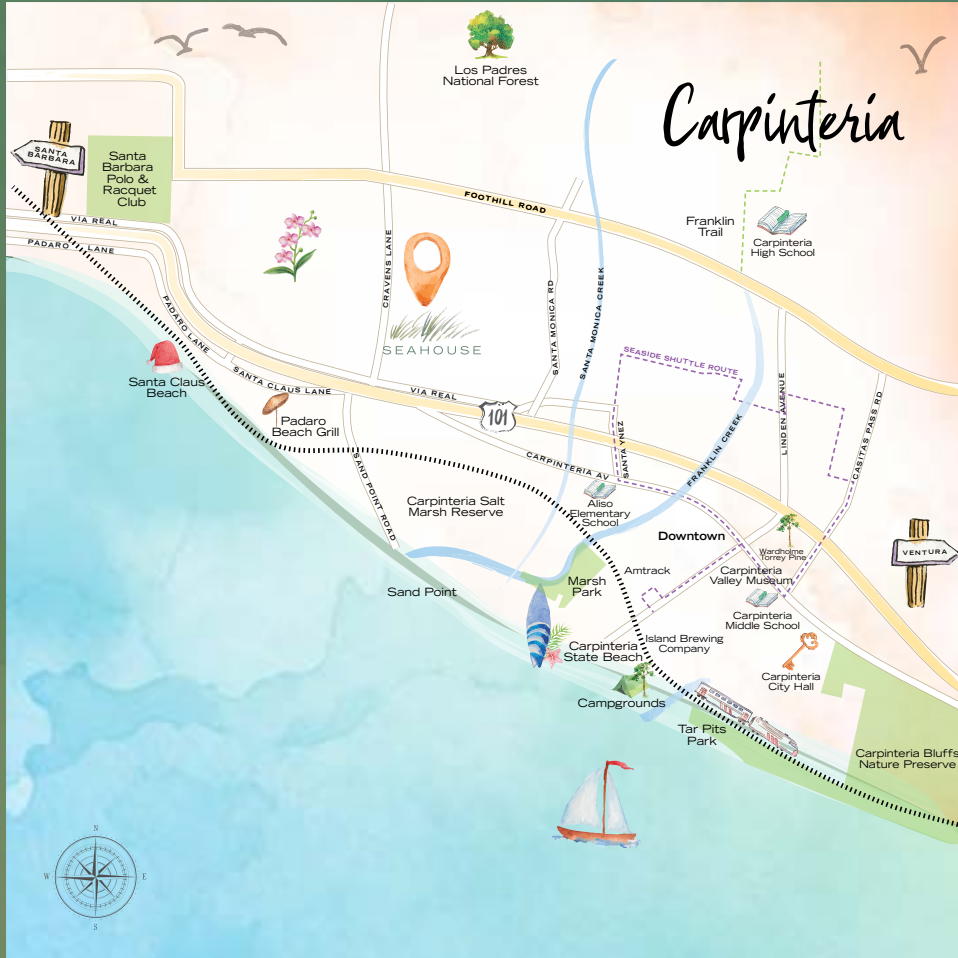 Los Padres
National Forest
Carpinteria
SANTA
BARBARA
Santa
Barbara
Polo &
Racquet
Club
FOOTHILL ROAD
VIA REAL
PADARO LANE
Franklin
Trail
Carpinteria
High School
CRAVENS LANE
SANTA MONICA RD
SANTA MONICA CREEK
PADARO LANE
SEAHOUSE
SEASIDE SHUTTLE ROUTE
Santa Claus
Beach
SANTA CLAUS LANE
VIA REAL
101
Padaro
Beach Grill
LINDEN AVENUE
CASITAS PASS RD
SANTA YNEZ
FRANKLIN CREEK
CARPINTERIA AV
SAND POINT ROAD
Carpinteria Salt
Marsh Reserve
Aliso
Elementary
School
Downtown
Wardholme
Torrey Pine
VENTURA
Amtrack
Carpinteria
Valley Museum
Marsh
Park
Sand Point
Carpinteria
Middle School
Carpinteria
State Beach
Island Brewing
Company
Carpinteria
City Hall
Campgrounds
Tar Pits
Park
Carpinteria Bluffs
Nature Preserve
N
W
E
S